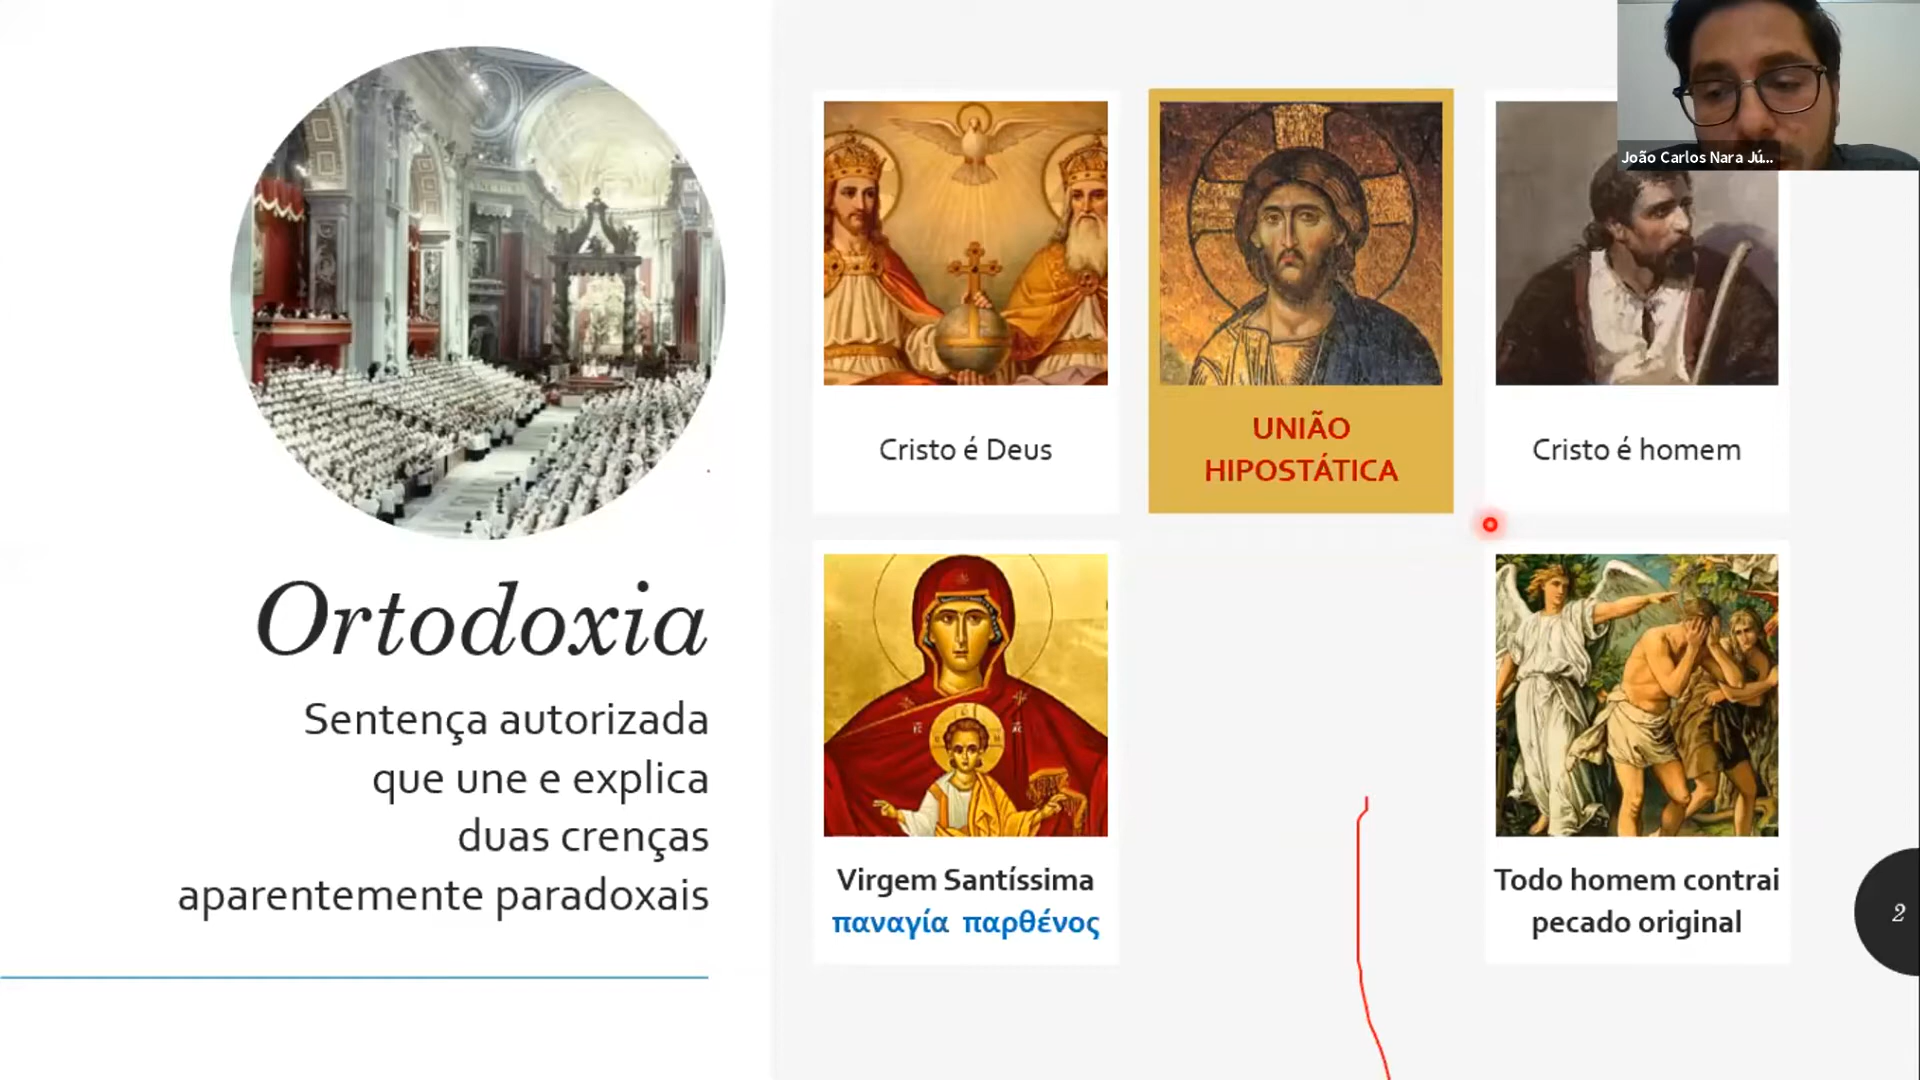 João Carlos Nara Jú...
Ortodoxia
Sentença autorizada
que une e explica
duas crenças
aparentemente paradoxais
Cristo é Deus
UNIÃO
HIPOSTÁTICA
Cristo é homem
Virgem Santíssima
παναγία παρθένος
Todo homem contrai
pecado original
2